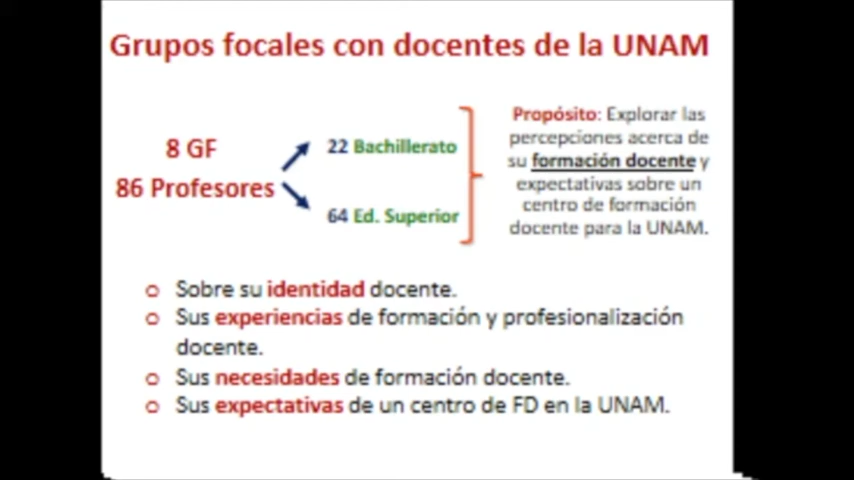 Grupos focales con docentes de la UNAM
8 GF
86 Profesores
22 Bachillerato
64 Ed. Superior
Propósito: Explorar las
percepciones acerca de
su formación docente y
expectativas sobre un
centro de formación
docente para la UNAM.
o Sobre su identidad docente.
o Sus experiencias de formación y profesionalización
docente.
o Sus necesidades de formación docente.
o Sus expectativas de un centro de FD en la UNAM.